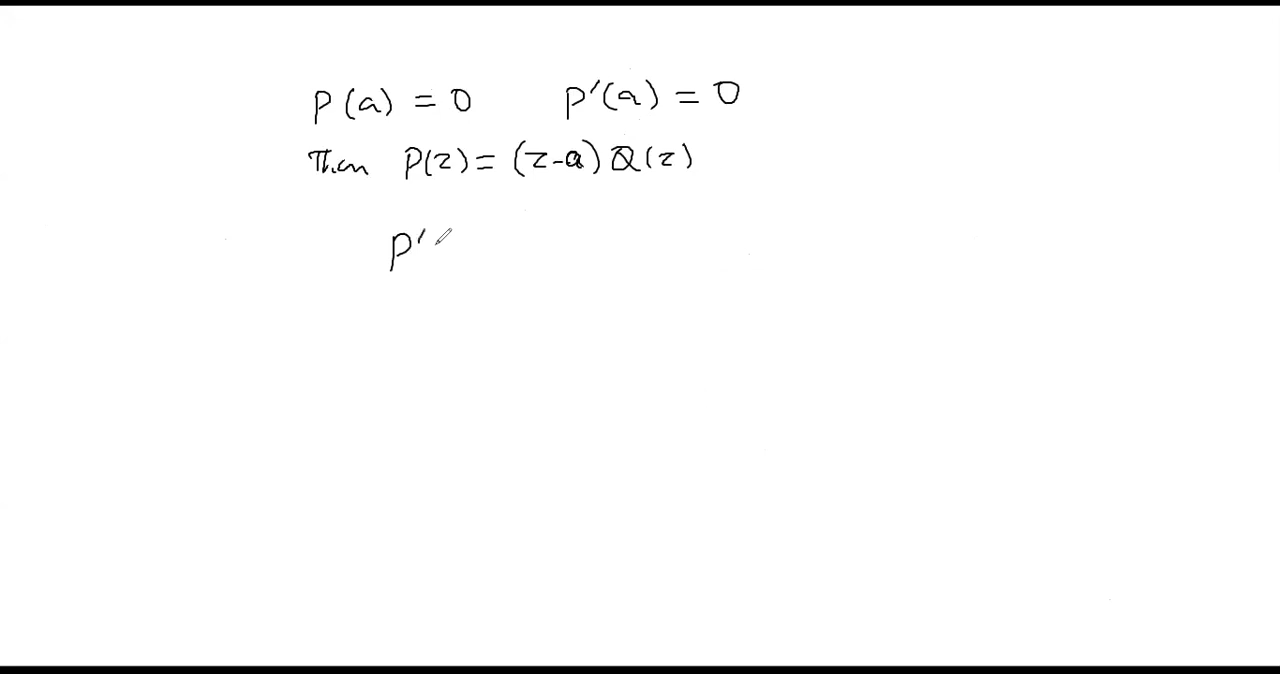 P(a) = 0 P'(a) = 0
Then P(z) = (z-a) Q(z)
P'